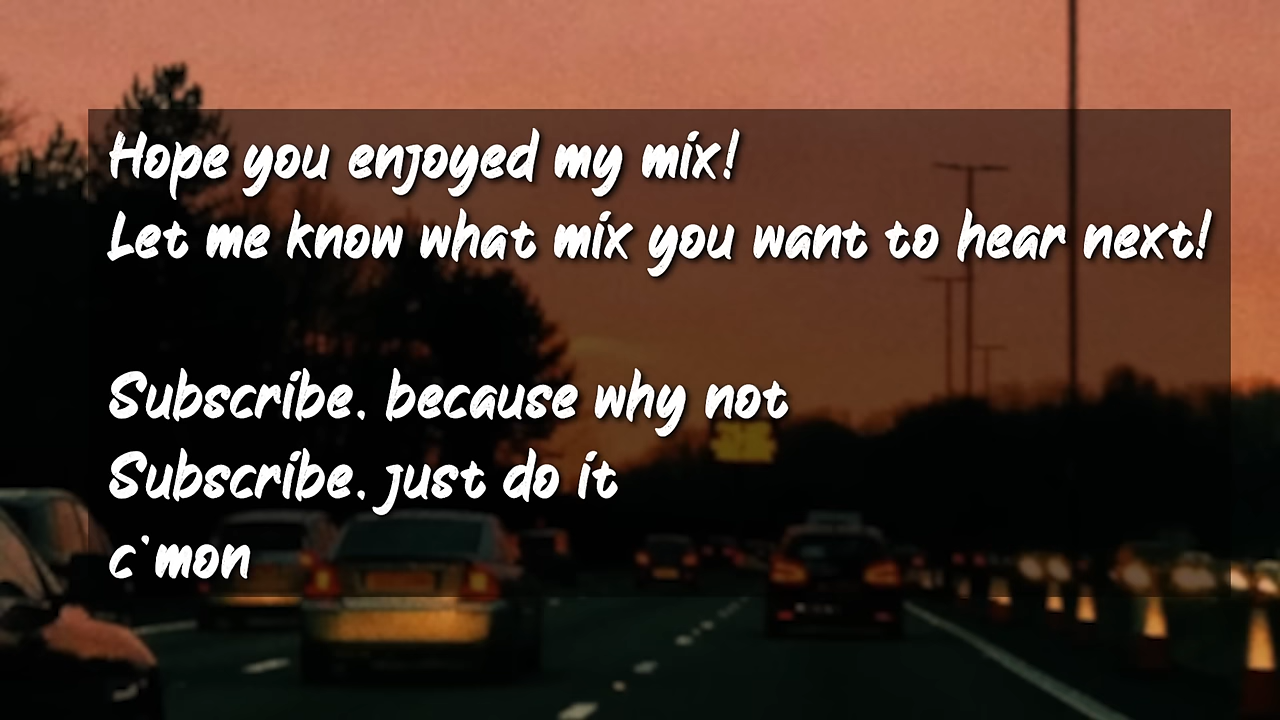 Hope you enjoyed my mix!
Let me know what mix you want to hear next!
Subscribe, because why not
Subscribe, just do it
c'mon